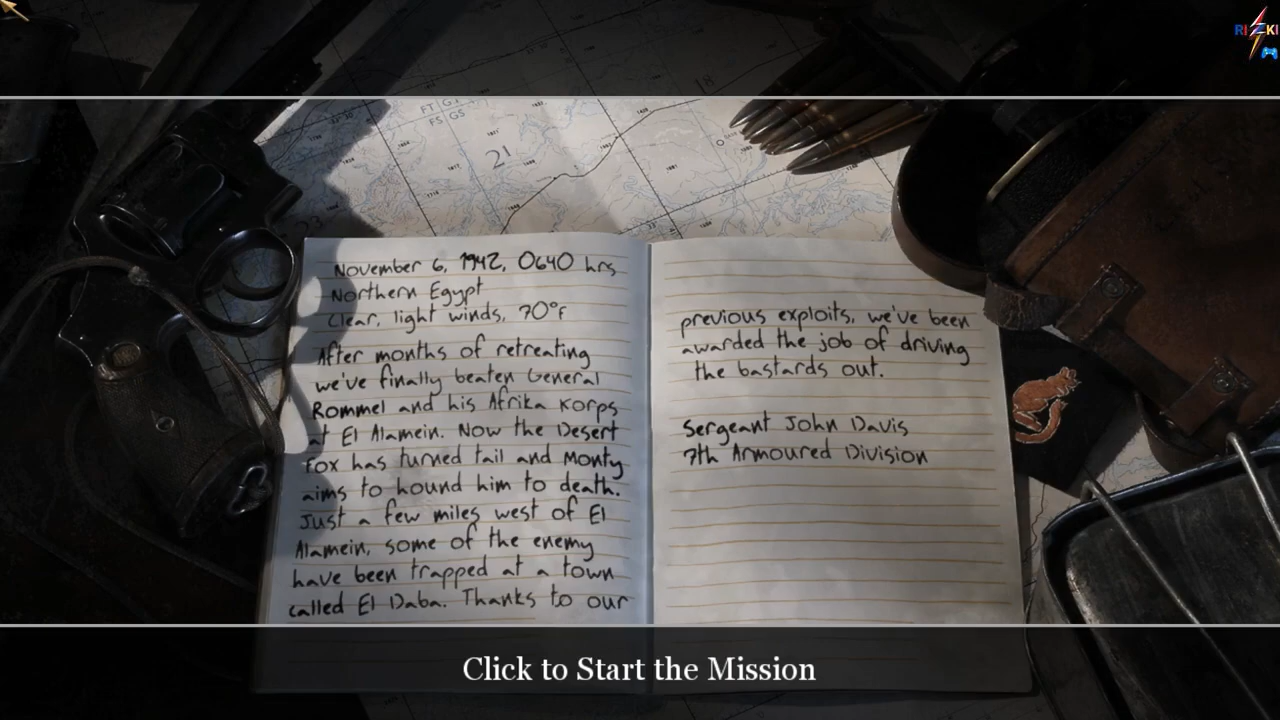 RIZKI
21
18
November 6, 1942, 0640 hrs
Northern Egypt
Clear, light winds, 70°F
After months of retreating
we've finally beaten General
Rommel and his Afrika Korps
at El Alamein. Now the Desert
Fox has turned tail and Monty
aims to hound him to death.
Just a few miles west of El
Alamein, some of the enemy
have been trapped at a town
called El Daba. Thanks to our
previous exploits, we've been
awarded the job of driving
the bastards out.
Sergeant John Davis
7th Armoured Division
Click to Start the Mission